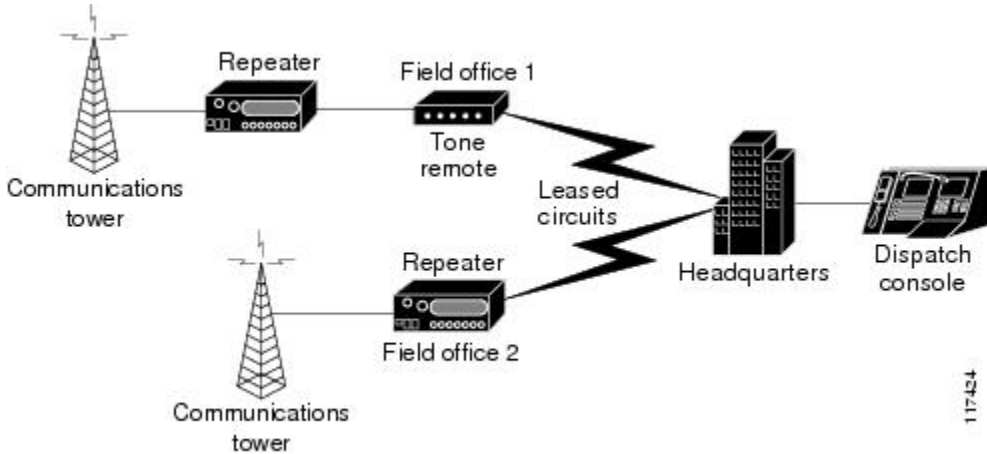 Repeater
Field office 1
Tone
remote
Communications
tower
Leased
circuits
Headquarters
Dispatch
console
Repeater
Field office 2
Communications
tower
117424